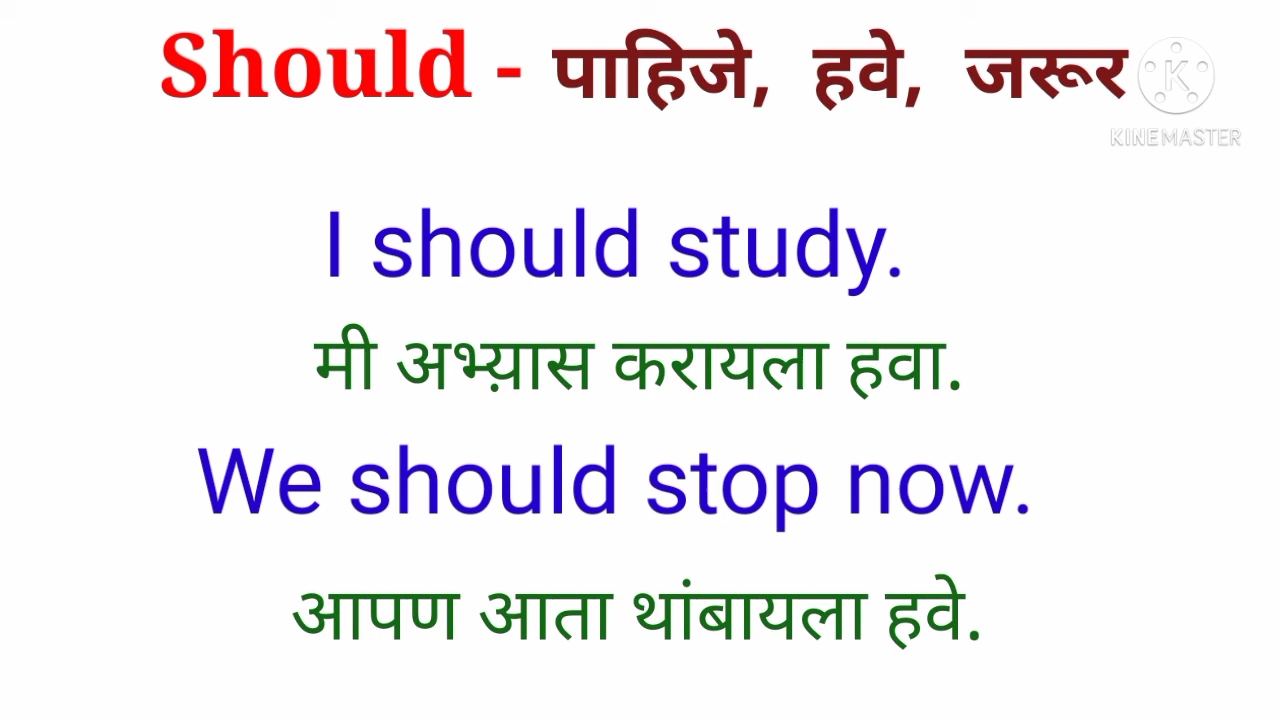 Should - पाहिजे, हवे, जरूर
KINEMASTER
I should study.
मी अभ्य़ास करायला हवा.
We should stop now.
आपण आता थांबायला हवे.